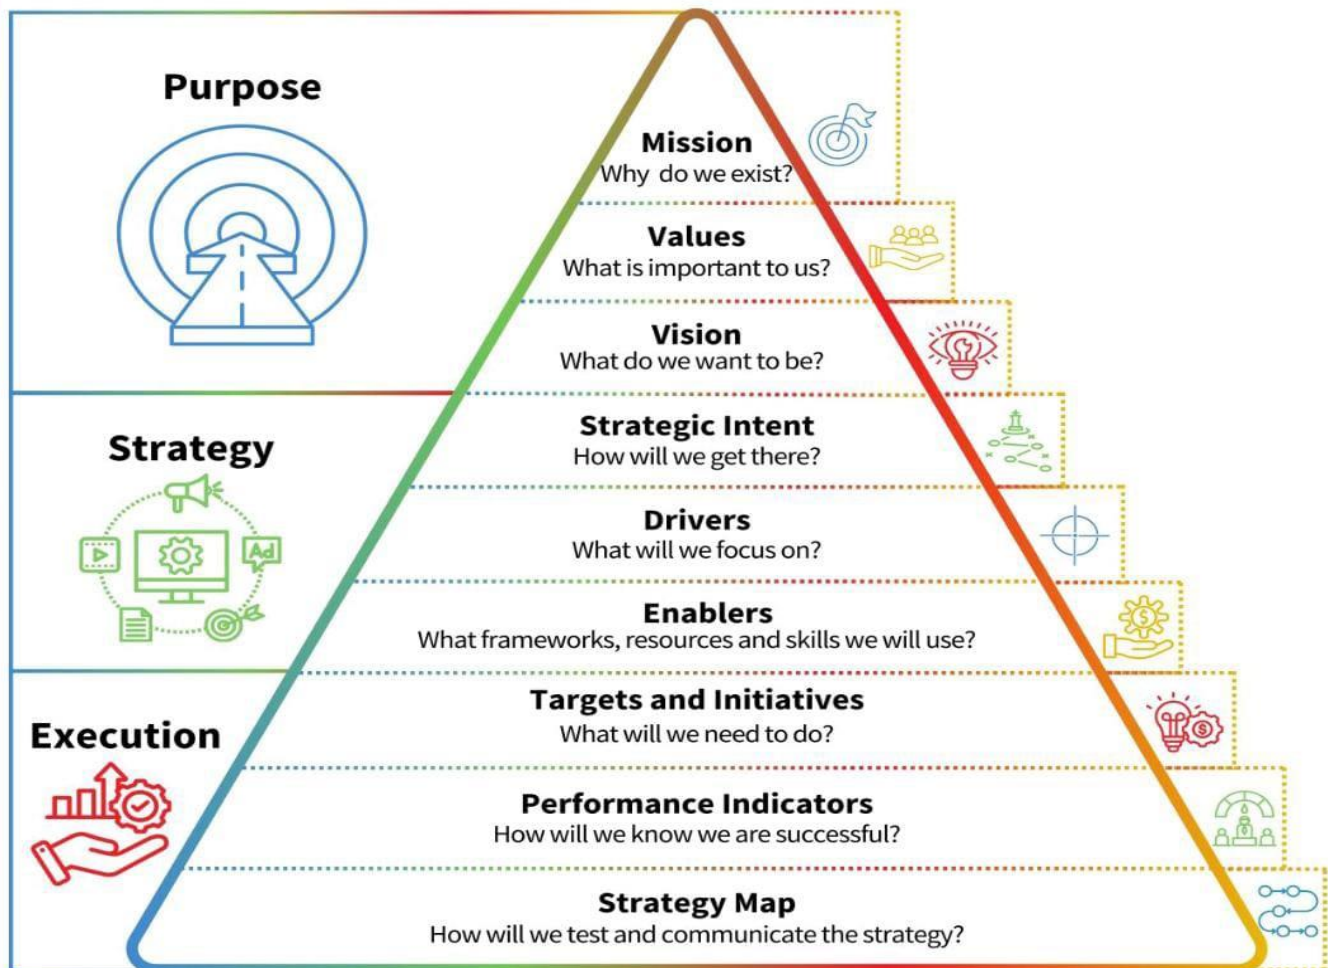 Purpose
Mission
Why do we exist?
Values
What is important to us?
Vision
What do we want to be?
Strategy
Ad
Strategic Intent
How will we get there?
Drivers
What will we focus on?
Enablers
What frameworks, resources and skills we will use?
Execution
Targets and Initiatives
What will we need to do?
Performance Indicators
How will we know we are successful?
Strategy Map
How will we test and communicate the strategy?